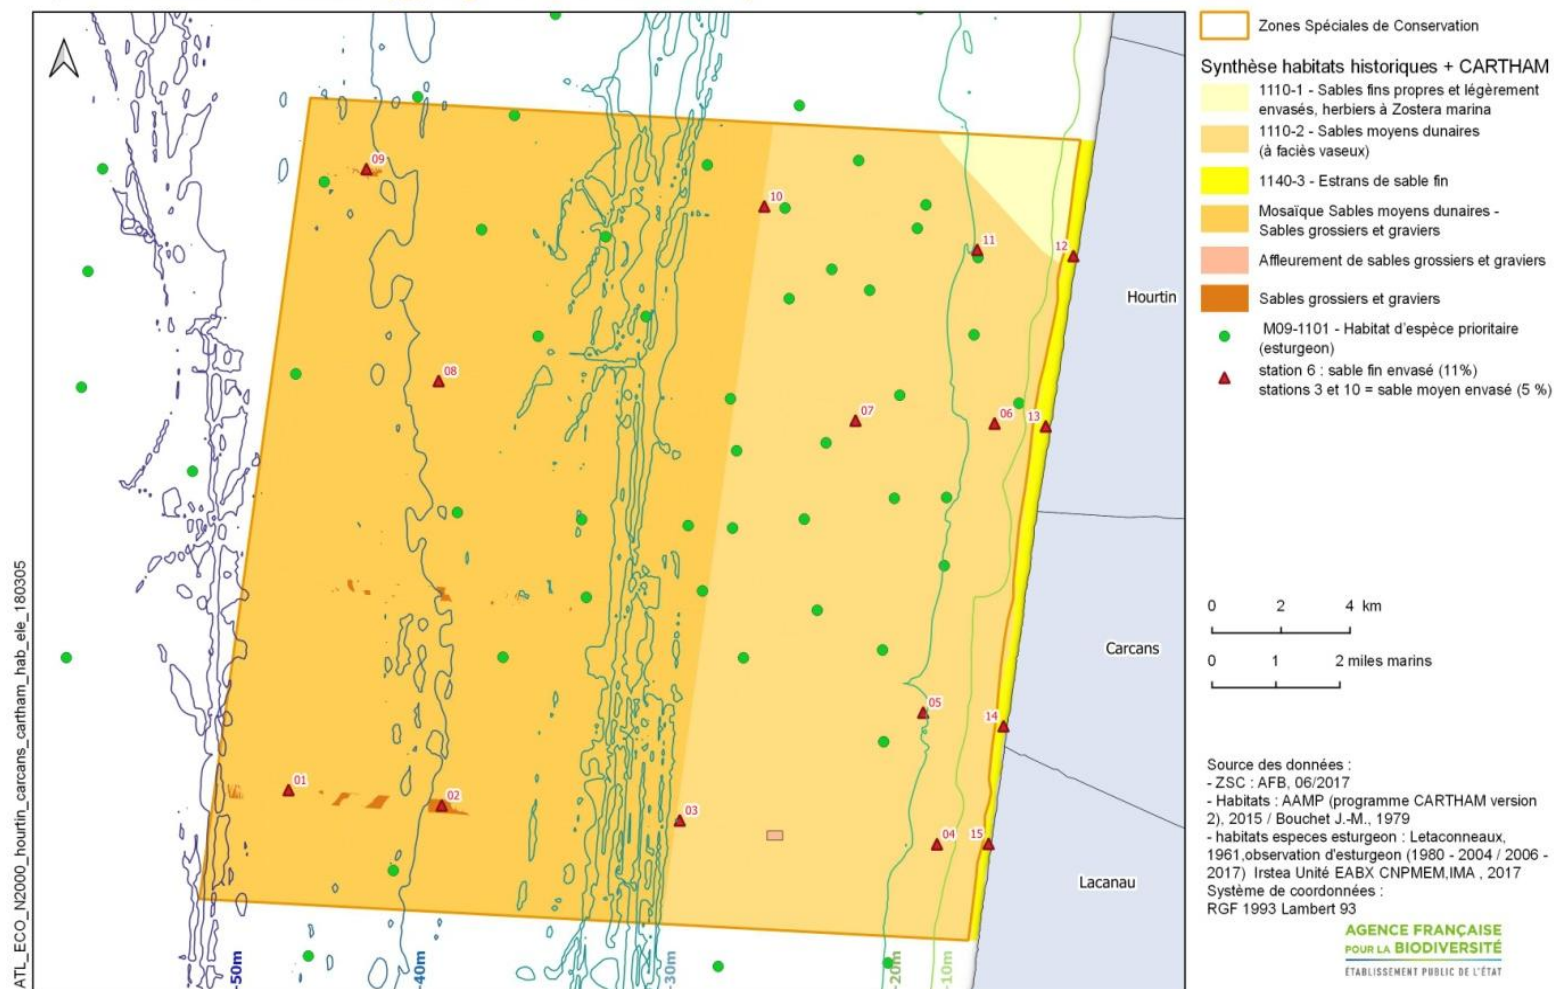 Zones Spéciales de Conservation
Synthèse habitats historiques + CARTHAM
1110-1 - Sables fins propres et légèrement
envasés, herbiers à Zostera marina
1110-2 - Sables moyens dunaires
(à faciès vaseux)
1140-3 - Estrans de sable fin
Mosaïque Sables moyens dunaires -
Sables grossiers et graviers
Affleurement de sables grossiers et graviers
Sables grossiers et graviers
M09-1101 - Habitat d'espèce prioritaire
(esturgeon)
station 6 : sable fin envasé (11%)
stations 3 et 10 = sable moyen envasé (5 %)
09
10
11
12
Hourtin
08
07
06
13
Carcans
05
14
01
02
03
04
15
Lacanau
-50m
-40m
-30m
-20m
-10m
0 2 4 km
0 1 2 miles marins
Source des données :
- ZSC : AFB, 06/2017
- Habitats : AAMP (programme CARTHAM version
2), 2015 / Bouchet J.-M., 1979
- habitats especes esturgeon : Letaconneaux,
1961,observation d'esturgeon (1980 - 2004 / 2006 -
2017) Irstea Unité EABX CNPMEM,IMA , 2017
Système de coordonnées :
RGF 1993 Lambert 93
AGENCE FRANÇAISE
POUR LA BIODIVERSITÉ
ÉTABLISSEMENT PUBLIC DE L'ÉTAT
ATL_ECO_N2000_hourtin_carcans_cartham_hab_ele_180305